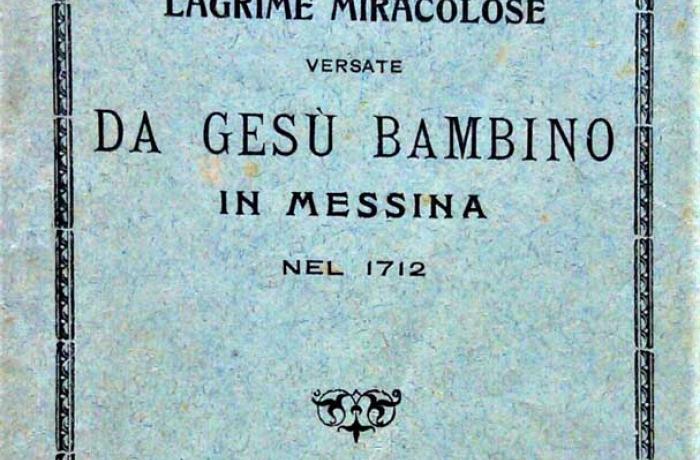 LAGRIME MIRACOLOSE
VERSATE
DA GESÙ BAMBINO
IN MESSINA
NEL 1712